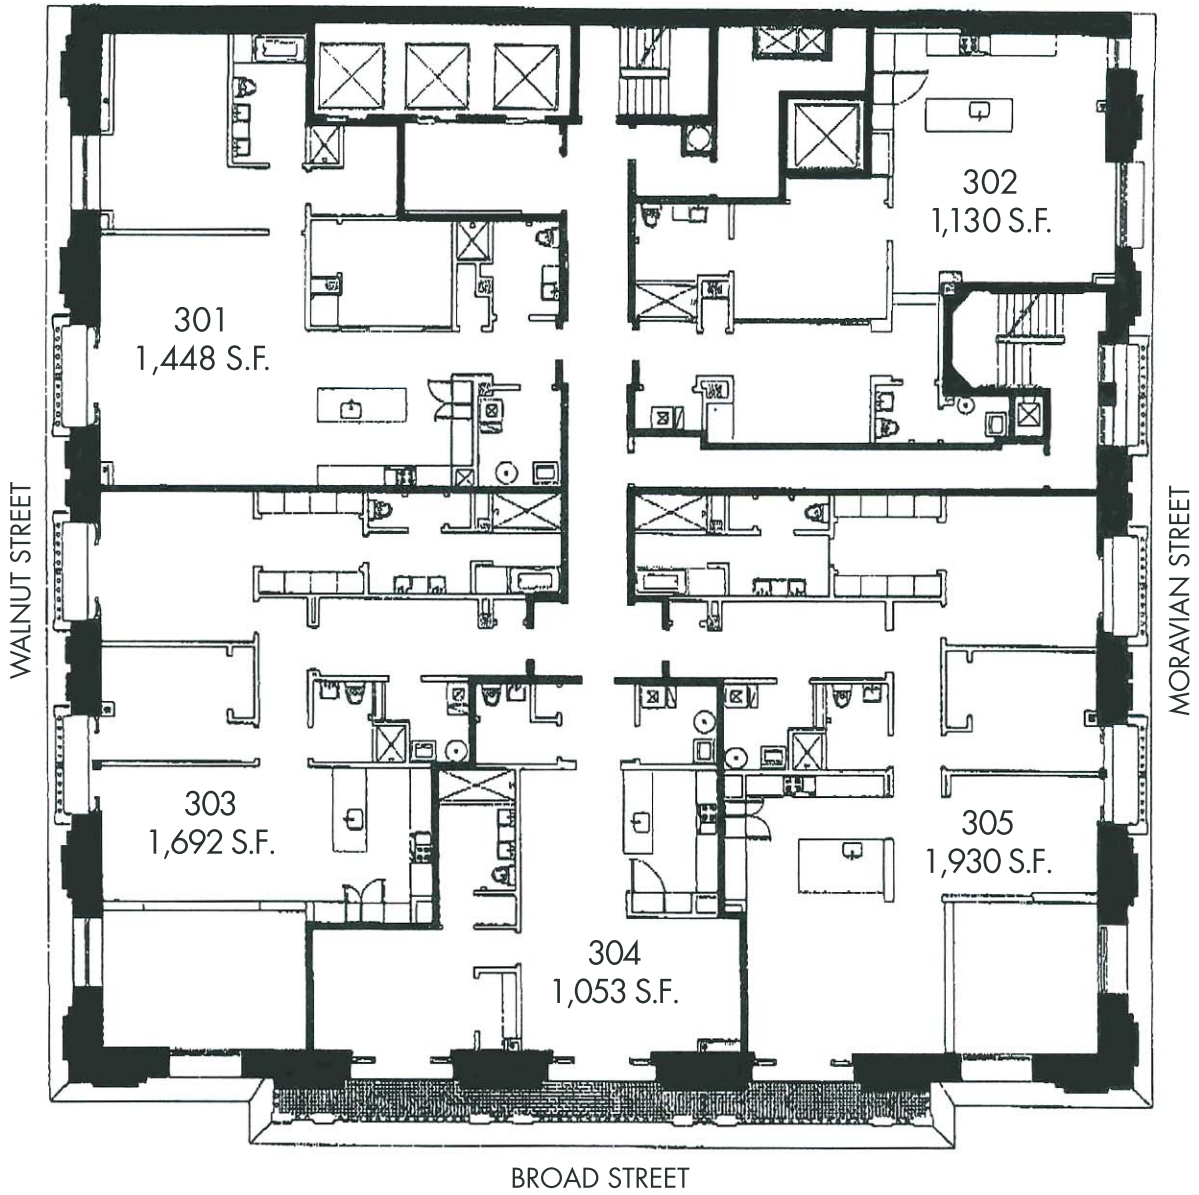 302
1,130 S.F.
301
1,448 S.F.
WALNUT STREET
MORAVIAN STREET
303
1,692 S.F.
305
1,930 S.F.
304
1,053 S.F.
BROAD STREET